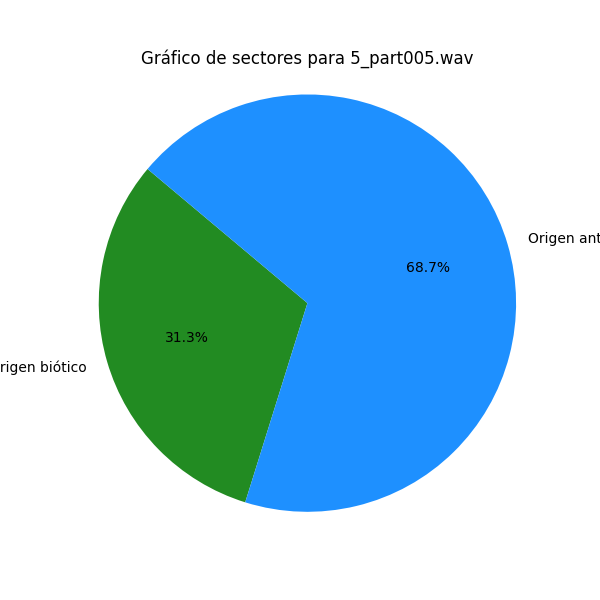 Gráfico de sectores para 5_part005.wav
Origen ant
68.7%
31.3%
rigen biótico